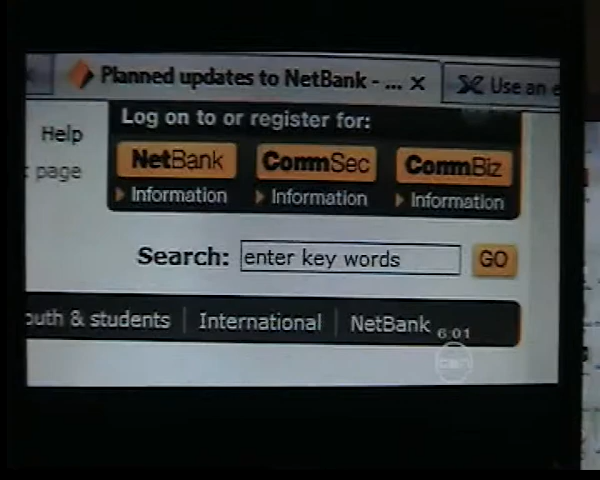 Planned updates to NetBank - ... X
Use an e
Help
Log on to or register for:
page
NetBank CommSec CommBiz
Information Information Information
Search: enter key words GO
outh & students International NetBank
6:01
ten